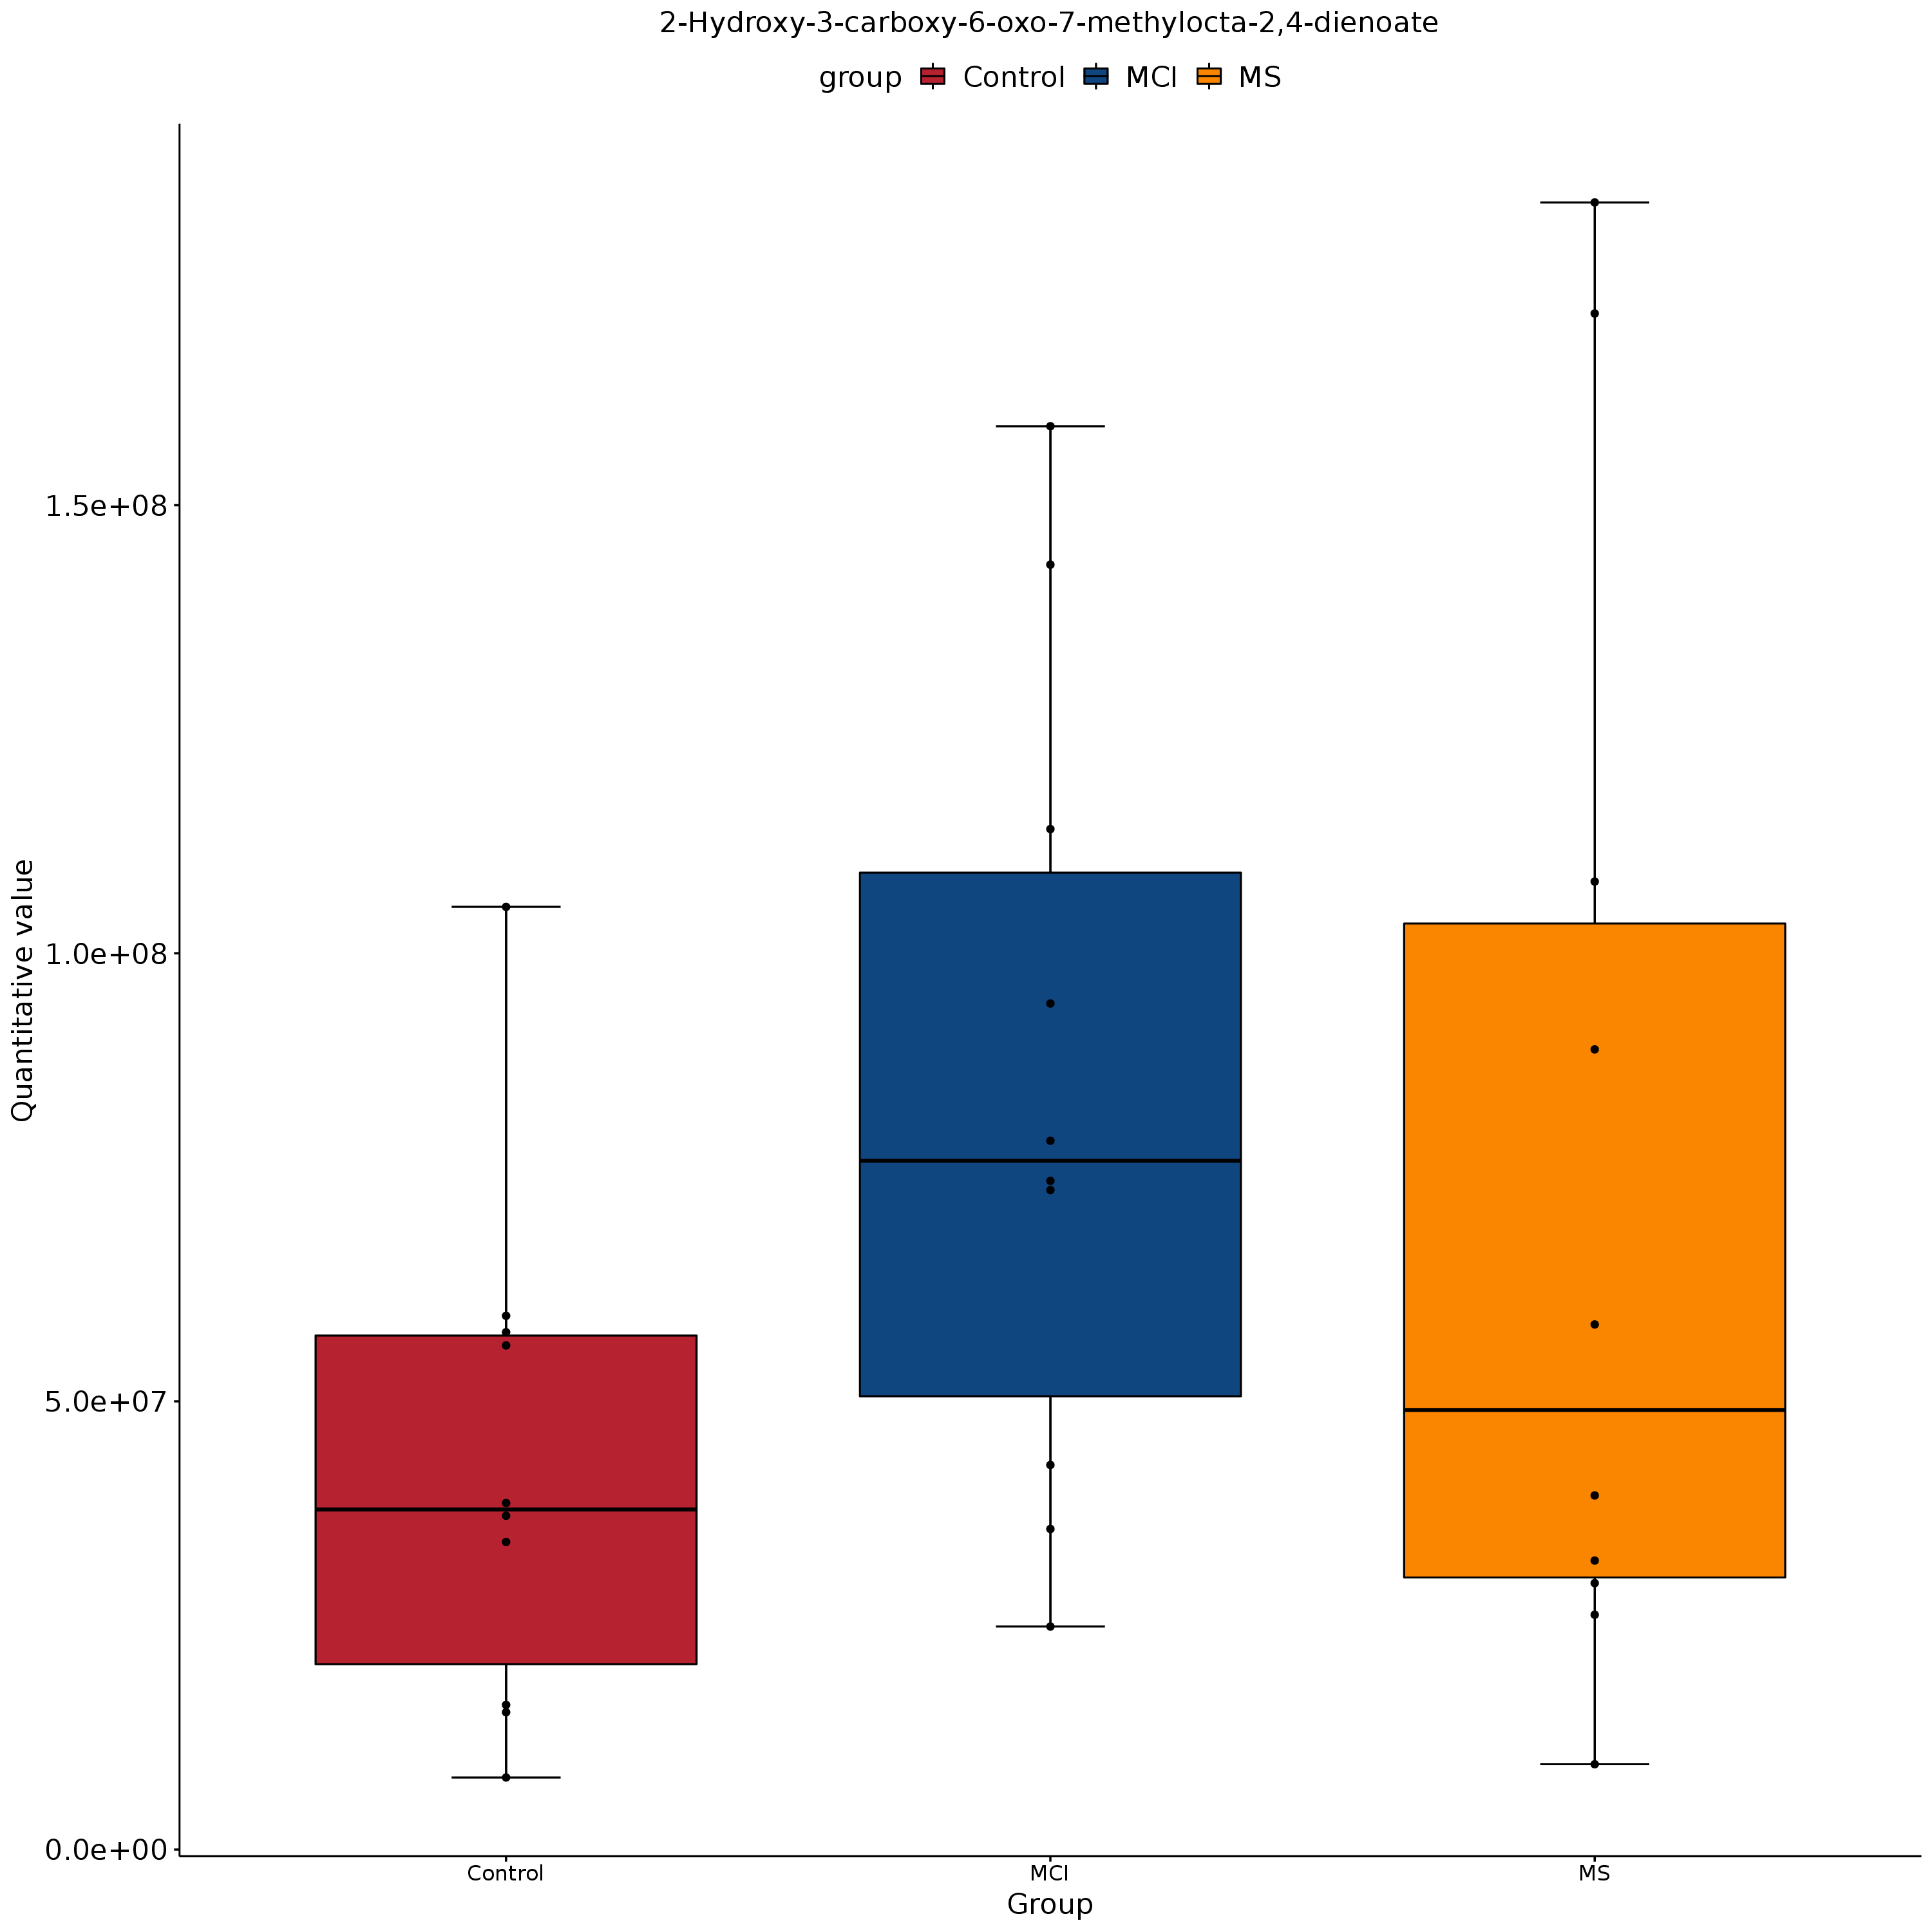 2-Hydroxy-3-carboxy-6-oxo-7-methylocta-2,4-dienoate
group Control MCI MS
Quantitative value
1.5e+08
1.0e+08
5.0e+07
0.0e+00
Control MCI MS
Group